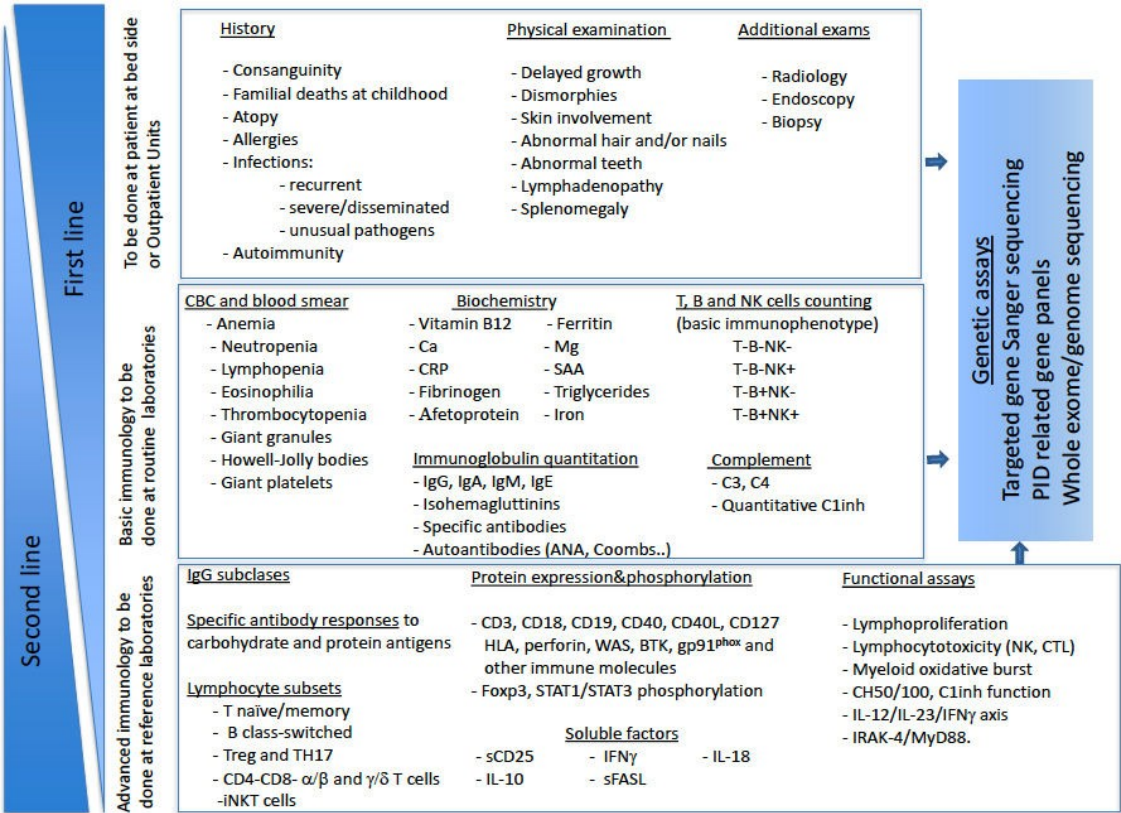 First line
Second line
To be done at patient at bed side
or Outpatient Units
History
- Consanguinity
- Familial deaths at childhood
- Atopy
- Allergies
- Infections:
- recurrent
- severe/disseminated
- unusual pathogens
- Autoimmunity
Physical examination
- Delayed growth
- Dismorphies
- Skin involvement
- Abnormal hair and/or nails
- Abnormal teeth
- Lymphadenopathy
- Splenomegaly
Additional exams
- Radiology
- Endoscopy
- Biopsy
Basic immunology to be
done at routine laboratories
CBC and blood smear
- Anemia
- Neutropenia
- Lymphopenia
- Eosinophilia
- Thrombocytopenia
- Giant granules
- Howell-Jolly bodies
- Giant platelets
Biochemistry
- Vitamin B12
- Ca
- CRP
- Fibrinogen
- Afetoprotein
- Ferritin
- Mg
- SAA
- Triglycerides
- Iron
T, B and NK cells counting
(basic immunophenotype)
T-B-NK-
T-B-NK+
T-B+NK-
T-B+NK+
Immunoglobulin quantitation
- IgG, IgA, IgM, IgE
- Isohemagluttinins
- Specific antibodies
- Autoantibodies (ANA, Coombs..)
Complement
- C3, C4
- Quantitative C1inh
Advanced immunology to be
done at reference laboratories
IgG subclases
Specific antibody responses to
carbohydrate and protein antigens
Lymphocyte subsets
- T naïve/memory
- B class-switched
- Treg and TH17
- CD4-CD8- α/β and γ/δ T cells
-iNKT cells
Protein expression&phosphorylation
- CD3, CD18, CD19, CD40, CD40L, CD127
HLA, perforin, WAS, BTK, gp91phox and
other immune molecules
- Foxp3, STAT1/STAT3 phosphorylation
Soluble factors
- sCD25 - IFNγ - IL-18
- IL-10 - sFASL
Functional assays
- Lymphoproliferation
- Lymphocytotoxicity (NK, CTL)
- Myeloid oxidative burst
- CH50/100, C1inh function
- IL-12/IL-23/IFNγ axis
- IRAK-4/MyD88.
Genetic assays
Targeted gene Sanger sequencing
PID related gene panels
Whole exome/genome sequencing